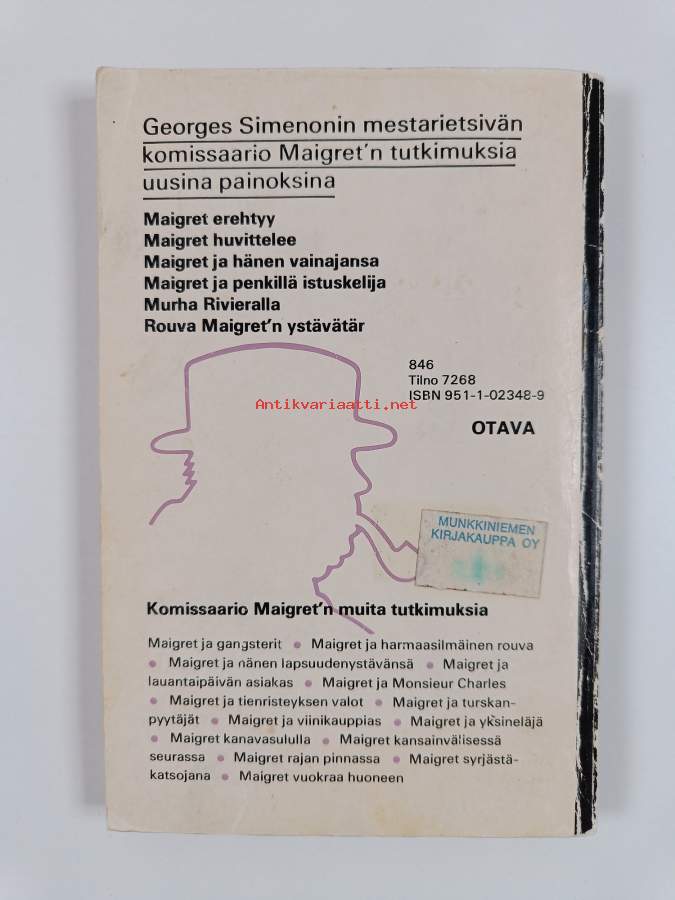 Georges Simenonin mestarietsivän
komissaario Maigret'n tutkimuksia
uusina painoksina
Maigret erehtyy
Maigret huvittelee
Maigret ja hänen vainajansa
Maigret ja penkillä istuskelija
Murha Rivieralla
Rouva Maigret'n ystävätär
846
Tilno 7268
ISBN 951-1-02348-9
Antikvariaatti.net
OTAVA
MUNKKINIEMEN
KIRJAKAUPPA OY
Komissaario Maigret'n muita tutkimuksia
Maigret ja gangsterit • Maigret ja harmaasilmäinen rouva
• Maigret ja hänen lapsuudenystävänsä • Maigret ja
lauantaipäivän asiakas • Maigret ja Monsieur Charles
• Maigret ja tienristeyksen valot • Maigret ja turskan-
pyytäjät • Maigret ja viinikauppias • Maigret ja yksineläjä
• Maigret kanavasululla • Maigret kansainvälisessä
seurassa • Maigret rajan pinnassa • Maigret syrjästä-
katsojana • Maigret vuokraa huoneen